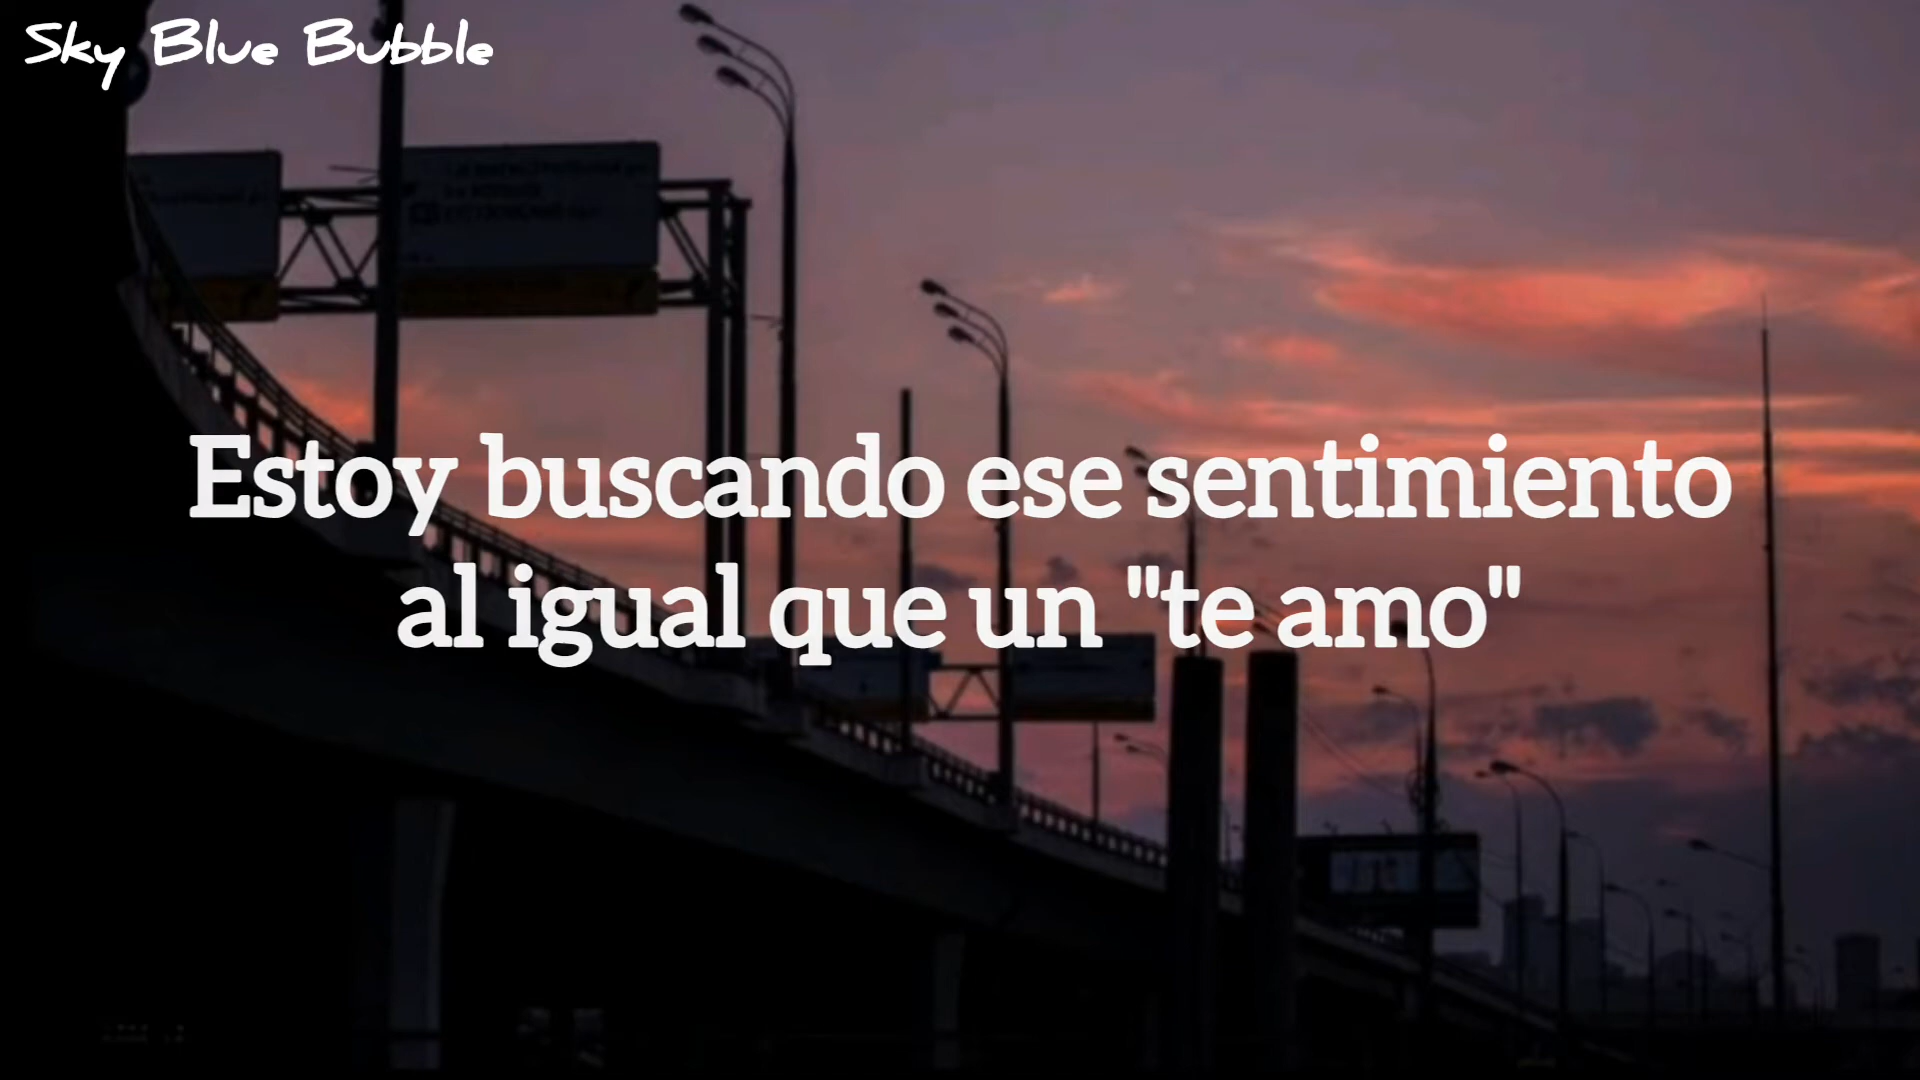 Sky Blue Bubble
Estoy buscando ese sentimiento
al igual que un "te amo"